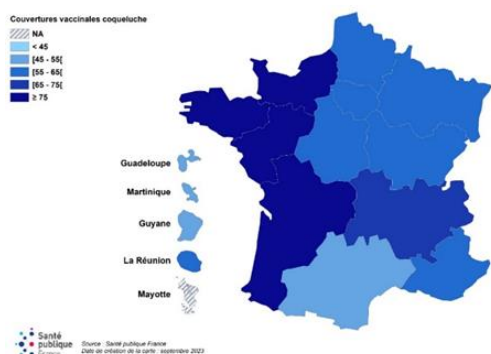 Couvertures vaccinales coqueluche
NA
< 45
[45 - 55[
[55 - 65[
[65 - 75[
≥ 75
Guadeloupe
Martinique
Guyane
La Réunion
Mayotte
Santé
publique
France
Source : Santé publique France
Date de création de la carte : septembre 2023